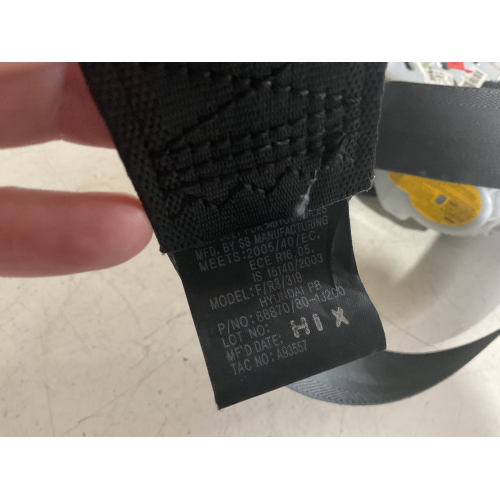 MFD. BY SS MANUFACTURING
MEETS:2005/40/EC.
ECE R16.05.
IS 15140/2003
MODEL:F/R3/319
HYUNDAI PB
P/NO:88870/80-1J200
LOT NO:
MF'D DATE: HIX
TAC NO: A93557